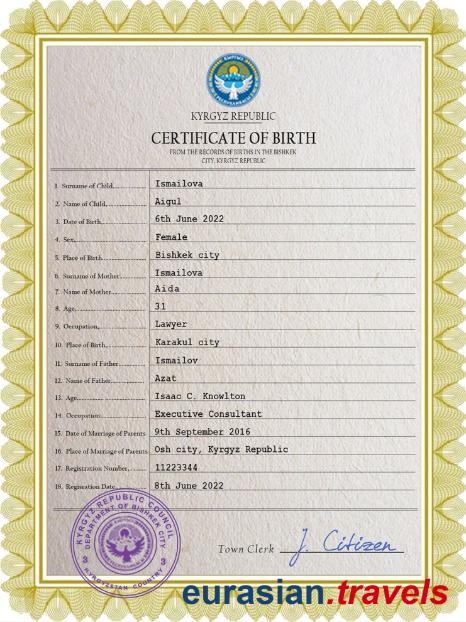 KYRGYZ REPUBLIC
CERTIFICATE OF BIRTH
FROM THE RECORDS OF BIRTHS IN THE BISHKEK
CITY, KYRGYZ REPUBLIC
1. Surname of Child Ismailova
2. Name of Child Aigul
3. Date of Birth 6th June 2022
4. Sex Female
5. Place of Birth Bishkek city
6. Surname of Mother Ismailova
7. Name of Mother Aida
8. Age 31
9. Occupation Lawyer
10. Place of Birth Karakul city
11. Surname of Father Ismailov
12. Name of Father Azat
13. Age Isaac C. Knowlton
14. Occupation Executive Consultant
15. Date of Marriage of Parents 9th September 2016
16. Place of Marriage of Parents Osh city, Kyrgyz Republic
17. Registration Number 11223344
18. Registration Date 8th June 2022
KYRGYZ REPUBLIC COUNCIL
DEPARTMENT OF BISHKEK CITY
KYRGYZSTAN COUNTRY
Town Clerk J. Citizen
eurasian.travels